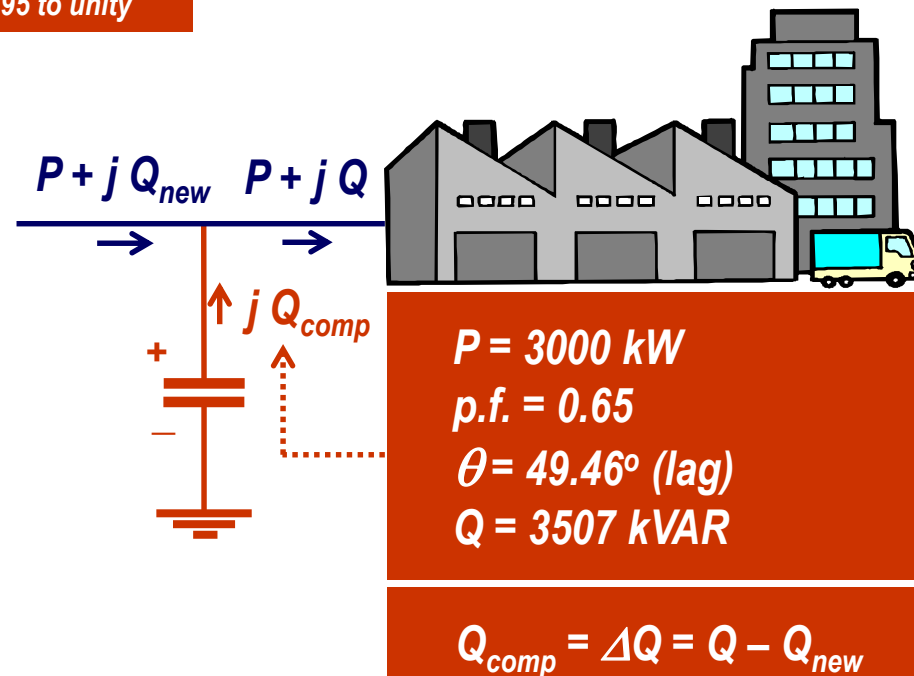 95 to unity
P + j Qnew P + j Q
j Qcomp
+
_
P = 3000 kW
p.f. = 0.65
θ = 49.46o (lag)
Q = 3507 kVAR
Qcomp = ΔQ = Q – Qnew